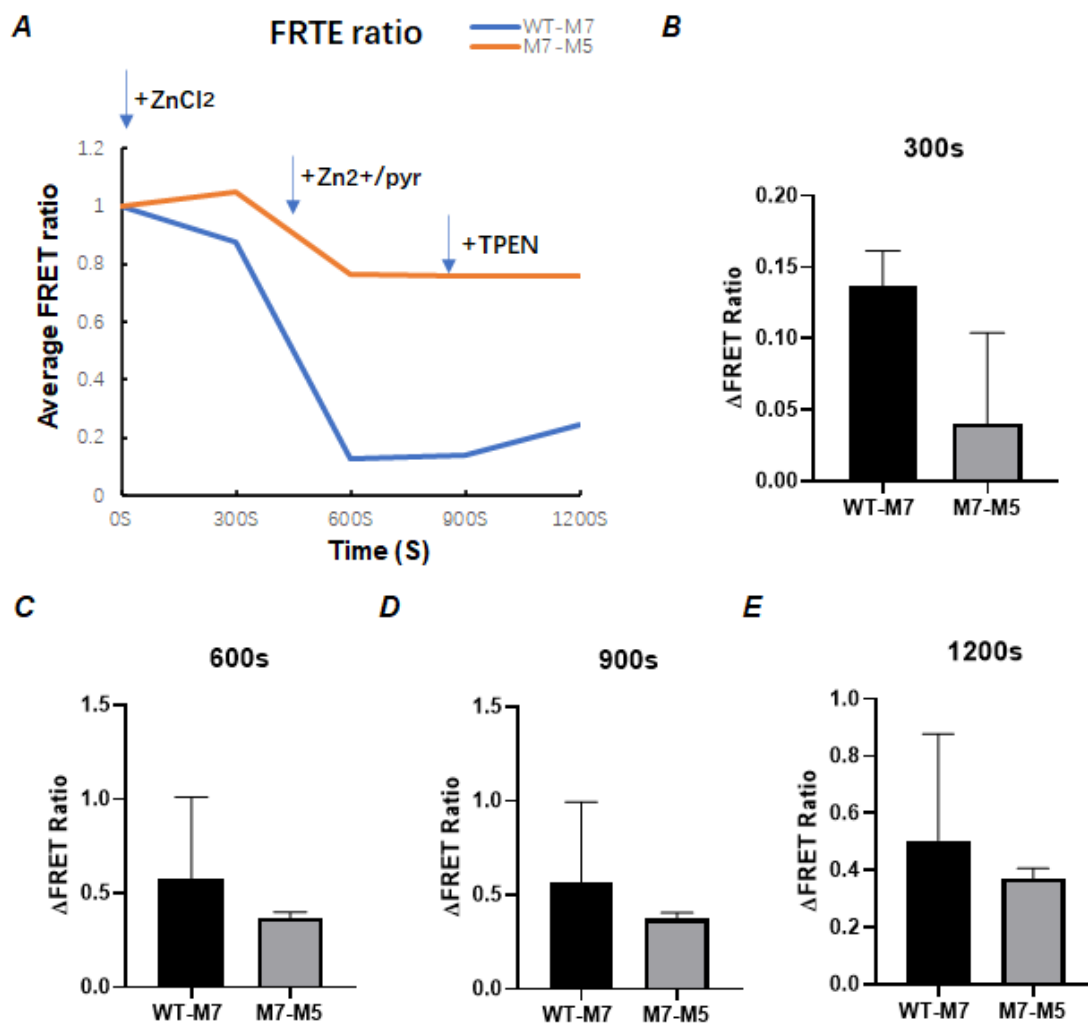 A
FRTE ratio
WT-M7
M7-M5
+ZnCl2
+Zn2+/pyr
+TPEN
Average FRET ratio
1.2
1
0.8
0.6
0.4
0.2
0
0S
300S
600S
900S
1200S
Time (S)
B
300s
ΔFRET Ratio
0.20
0.15
0.10
0.05
0.00
WT-M7
M7-M5
C
600s
ΔFRET Ratio
1.5
1.0
0.5
0.0
WT-M7
M7-M5
D
900s
ΔFRET Ratio
1.5
1.0
0.5
0.0
WT-M7
M7-M5
E
1200s
ΔFRET Ratio
1.0
0.8
0.6
0.4
0.2
0.0
WT-M7
M7-M5